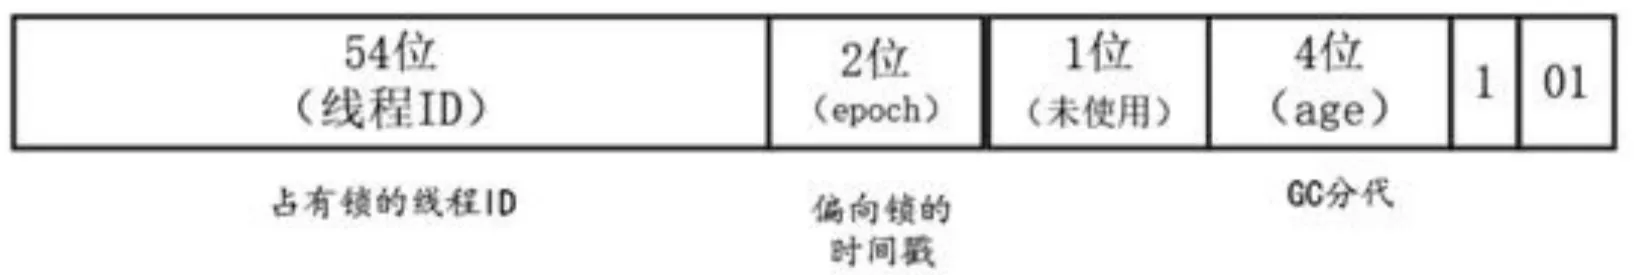 54位
(线程ID)
2位
(epoch)
1位
(未使用)
4位
(age)
1
01
占有锁的线程ID
偏向锁的
时间戳
GC分代